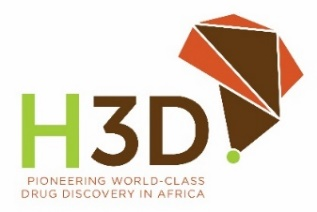 H3D
PIONEERING WORLD-CLASS
DRUG DISCOVERY IN AFRICA